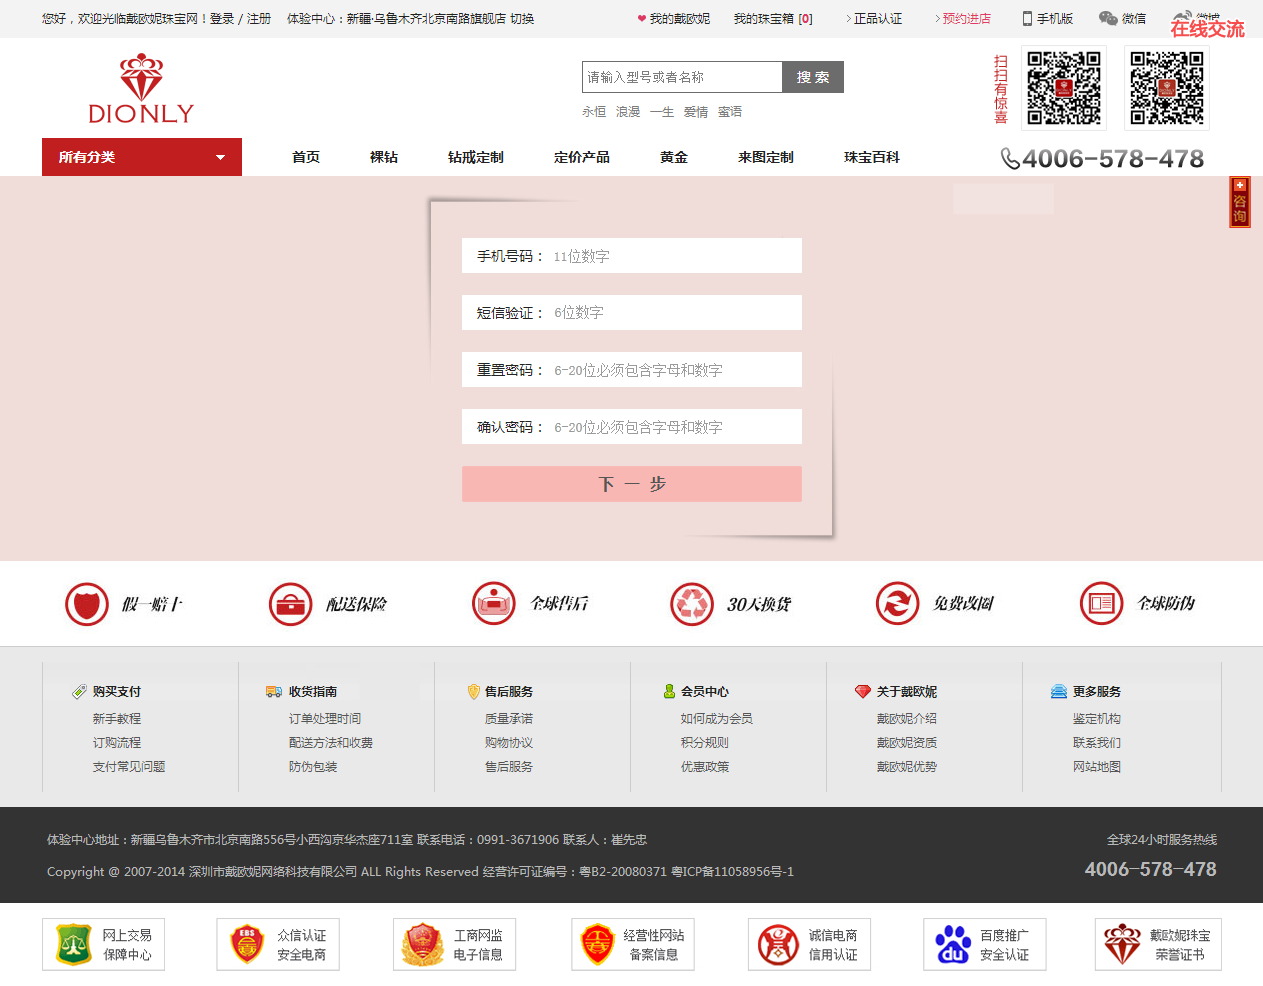 您好，欢迎光临戴欧妮珠宝网！登录 / 注册 体验中心：新疆·乌鲁木齐北京南路旗舰店 切换 ❤ 我的戴欧妮 我的珠宝箱 [0] 正品认证 预约进店 手机版 微信 微博
在线交流
DIONLY
请输入型号或者名称 搜 索
永恒 浪漫 一生 爱情 蜜语
扫扫有惊喜
所有分类 首页 裸钻 钻戒定制 定价产品 黄金 来图定制 珠宝百科 4006-578-478
咨询
手机号码： 11位数字
短信验证： 6位数字
重置密码： 6-20位必须包含字母和数字
确认密码： 6-20位必须包含字母和数字
下 一 步
假一赔十 配送保险 全球售后 30天换货 免费改圈 全球防伪
购买支付 收货指南 售后服务 会员中心 关于戴欧妮 更多服务
新手教程 订单处理时间 质量承诺 如何成为会员 戴欧妮介绍 鉴定机构
订购流程 配送方法和收费 购物协议 积分规则 戴欧妮资质 联系我们
支付常见问题 防伪包装 售后服务 优惠政策 戴欧妮优势 网站地图
体验中心地址：新疆乌鲁木齐市北京南路556号小西沟京华杰座711室 联系电话：0991-3671906 联系人：崔先忠 全球24小时服务热线
Copyright @ 2007-2014 深圳市戴欧妮网络科技有限公司 ALL Rights Reserved 经营许可证编号：粤B2-20080371 粤ICP备11058956号-1 4006-578-478
网上交易 众信认证 工商网监 经营性网站 诚信电商 百度推广 戴欧妮珠宝
保障中心 安全电商 电子信息 备案信息 信用认证 安全认证 荣誉证书